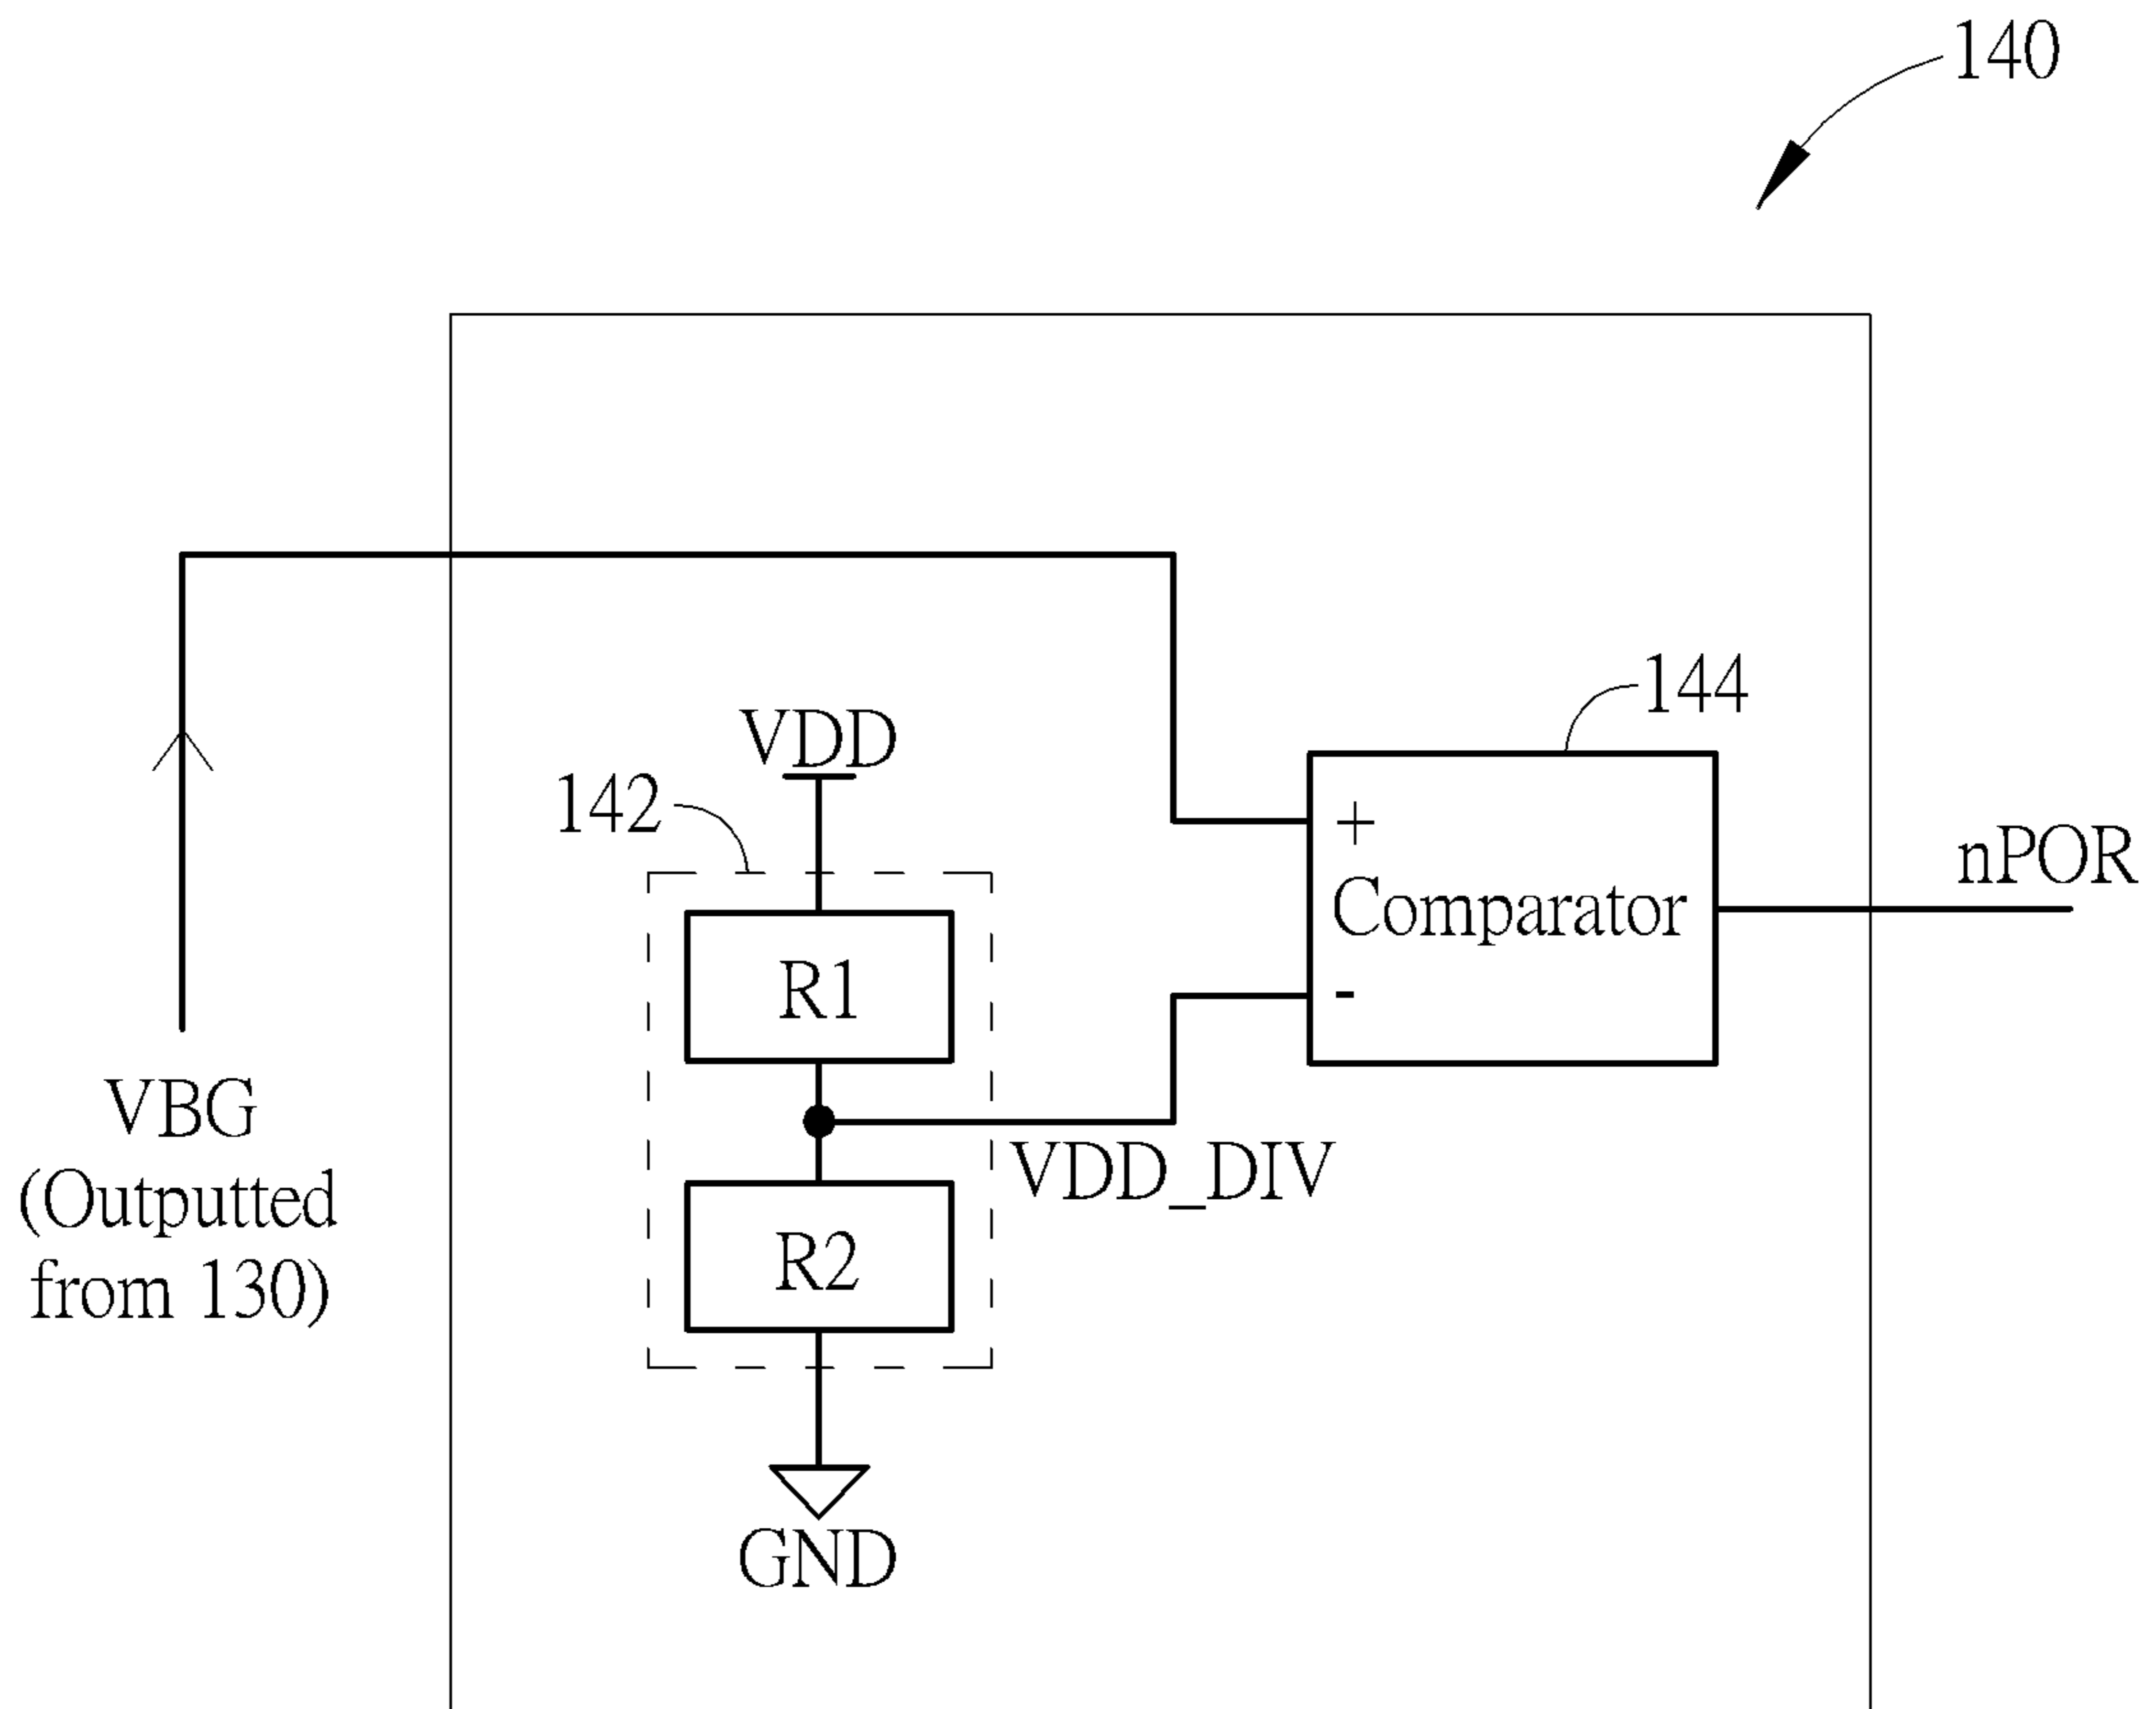 140
144
VDD
142
+
nPOR
Comparator
R1
-
VBG
(Outputted
from 130)
VDD_DIV
R2
GND